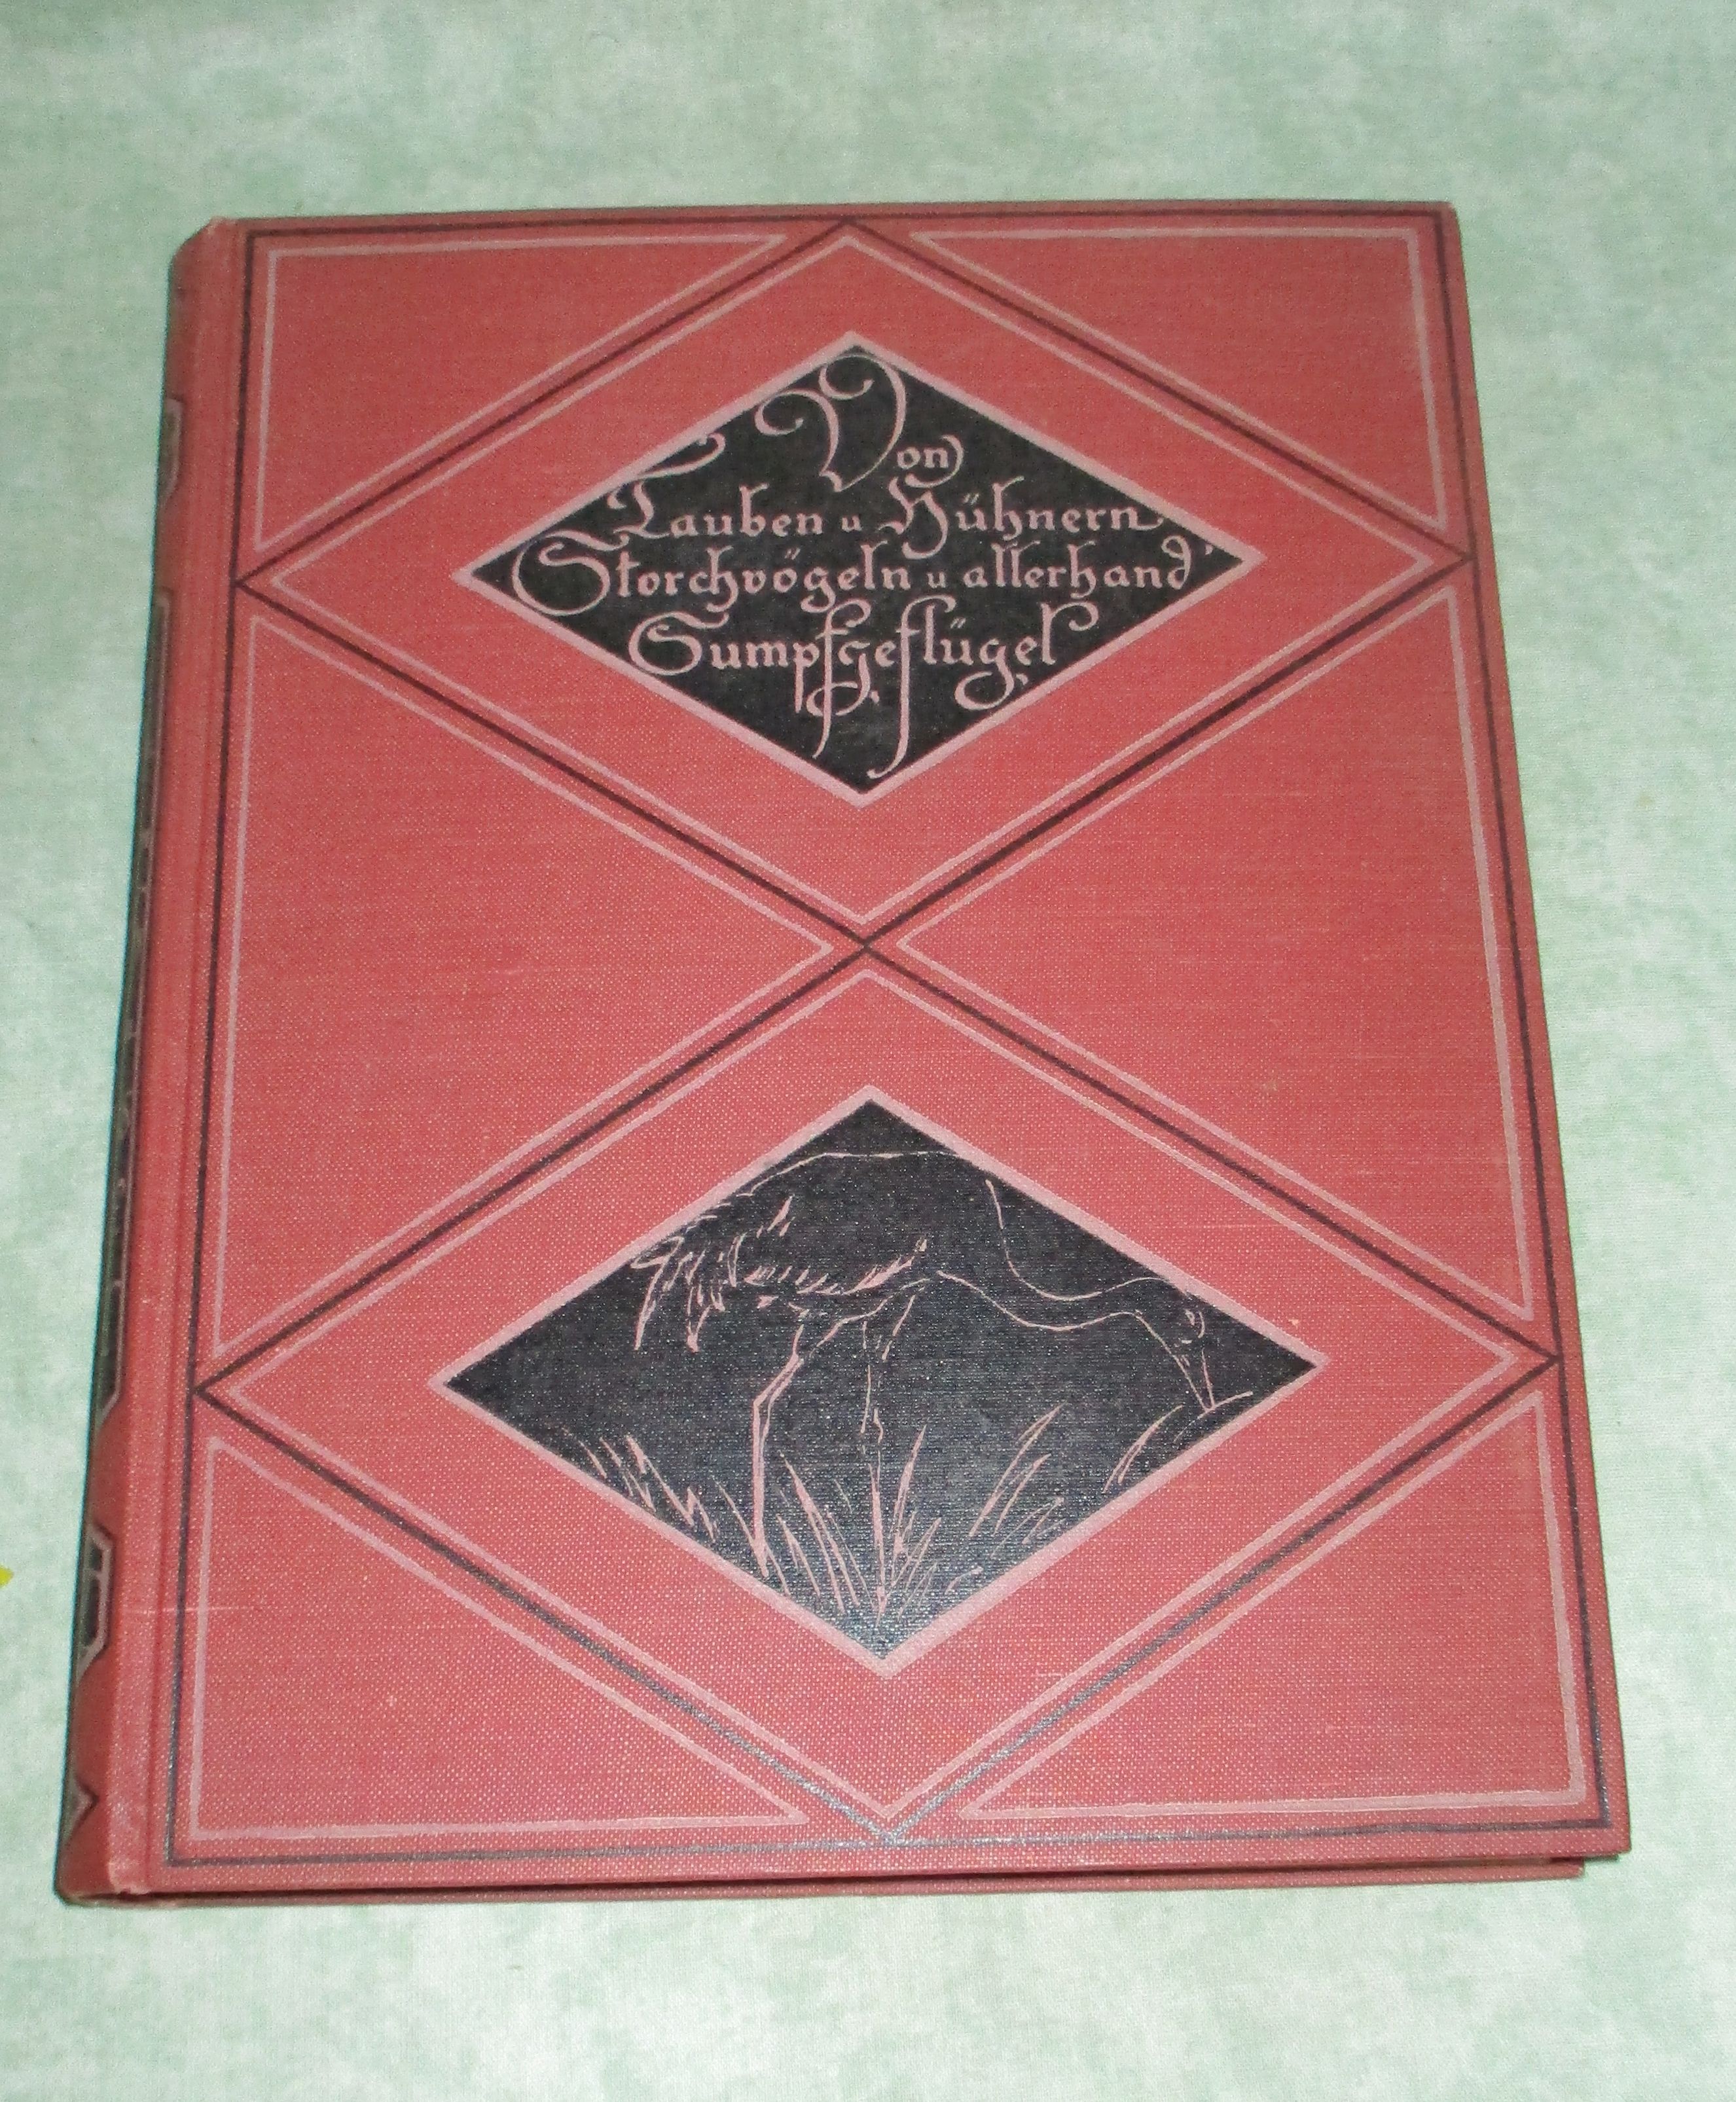 Von
Tauben u Hühnern
Storchvögeln u allerhand
Sumpfgeflügel